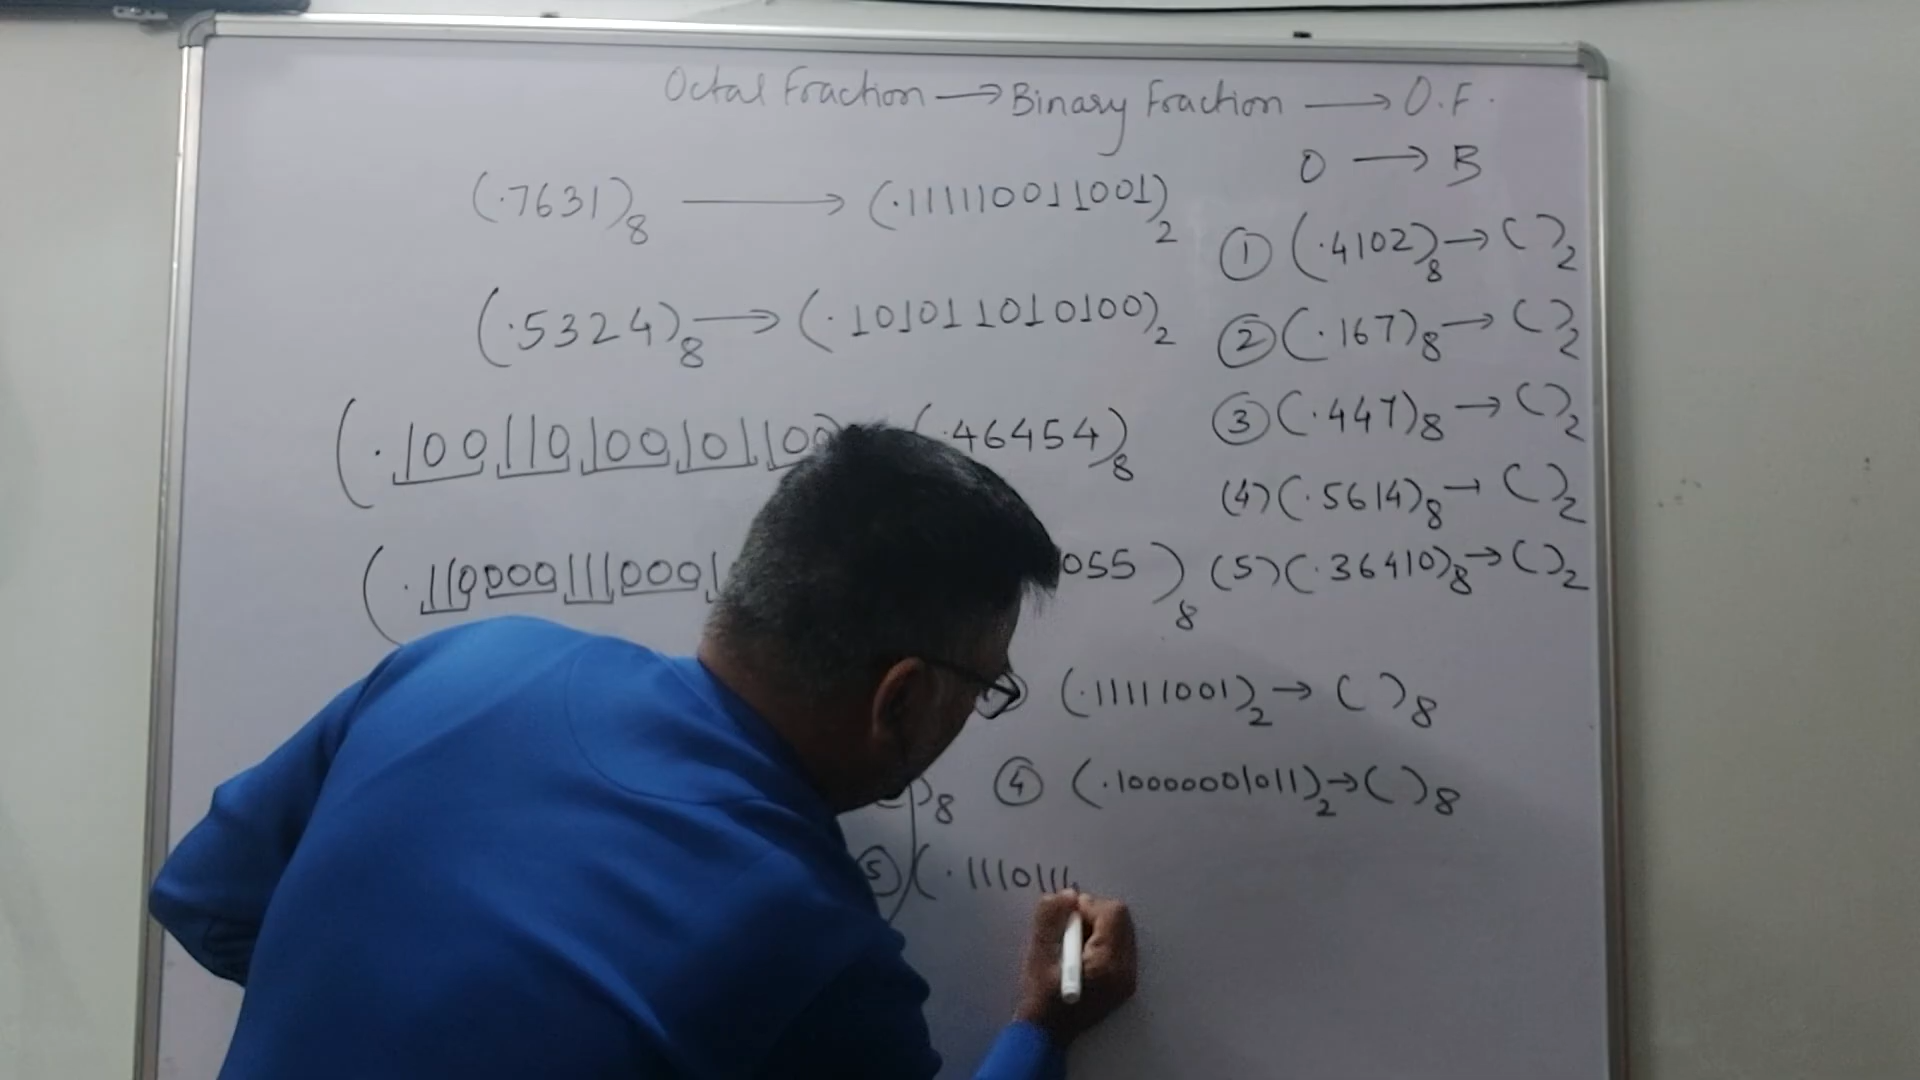 Octal Fraction → Binary Fraction → O.F.
O → B
(.7631)8 → (.111110011001)2
① (.4102)8 → ( )2
(.5324)8 → (.101011010100)2
② (.167)8 → ( )2
(.100110100101100) (.46454)8
③ (.447)8 → ( )2
(4) (.5614)8 → ( )2
(.110000111000 055)8
(5) (.36410)8 → ( )2
(.11111001)2 → ( )8
)8 ④ (.10000001011)2 → ( )8
⑤ (.111011